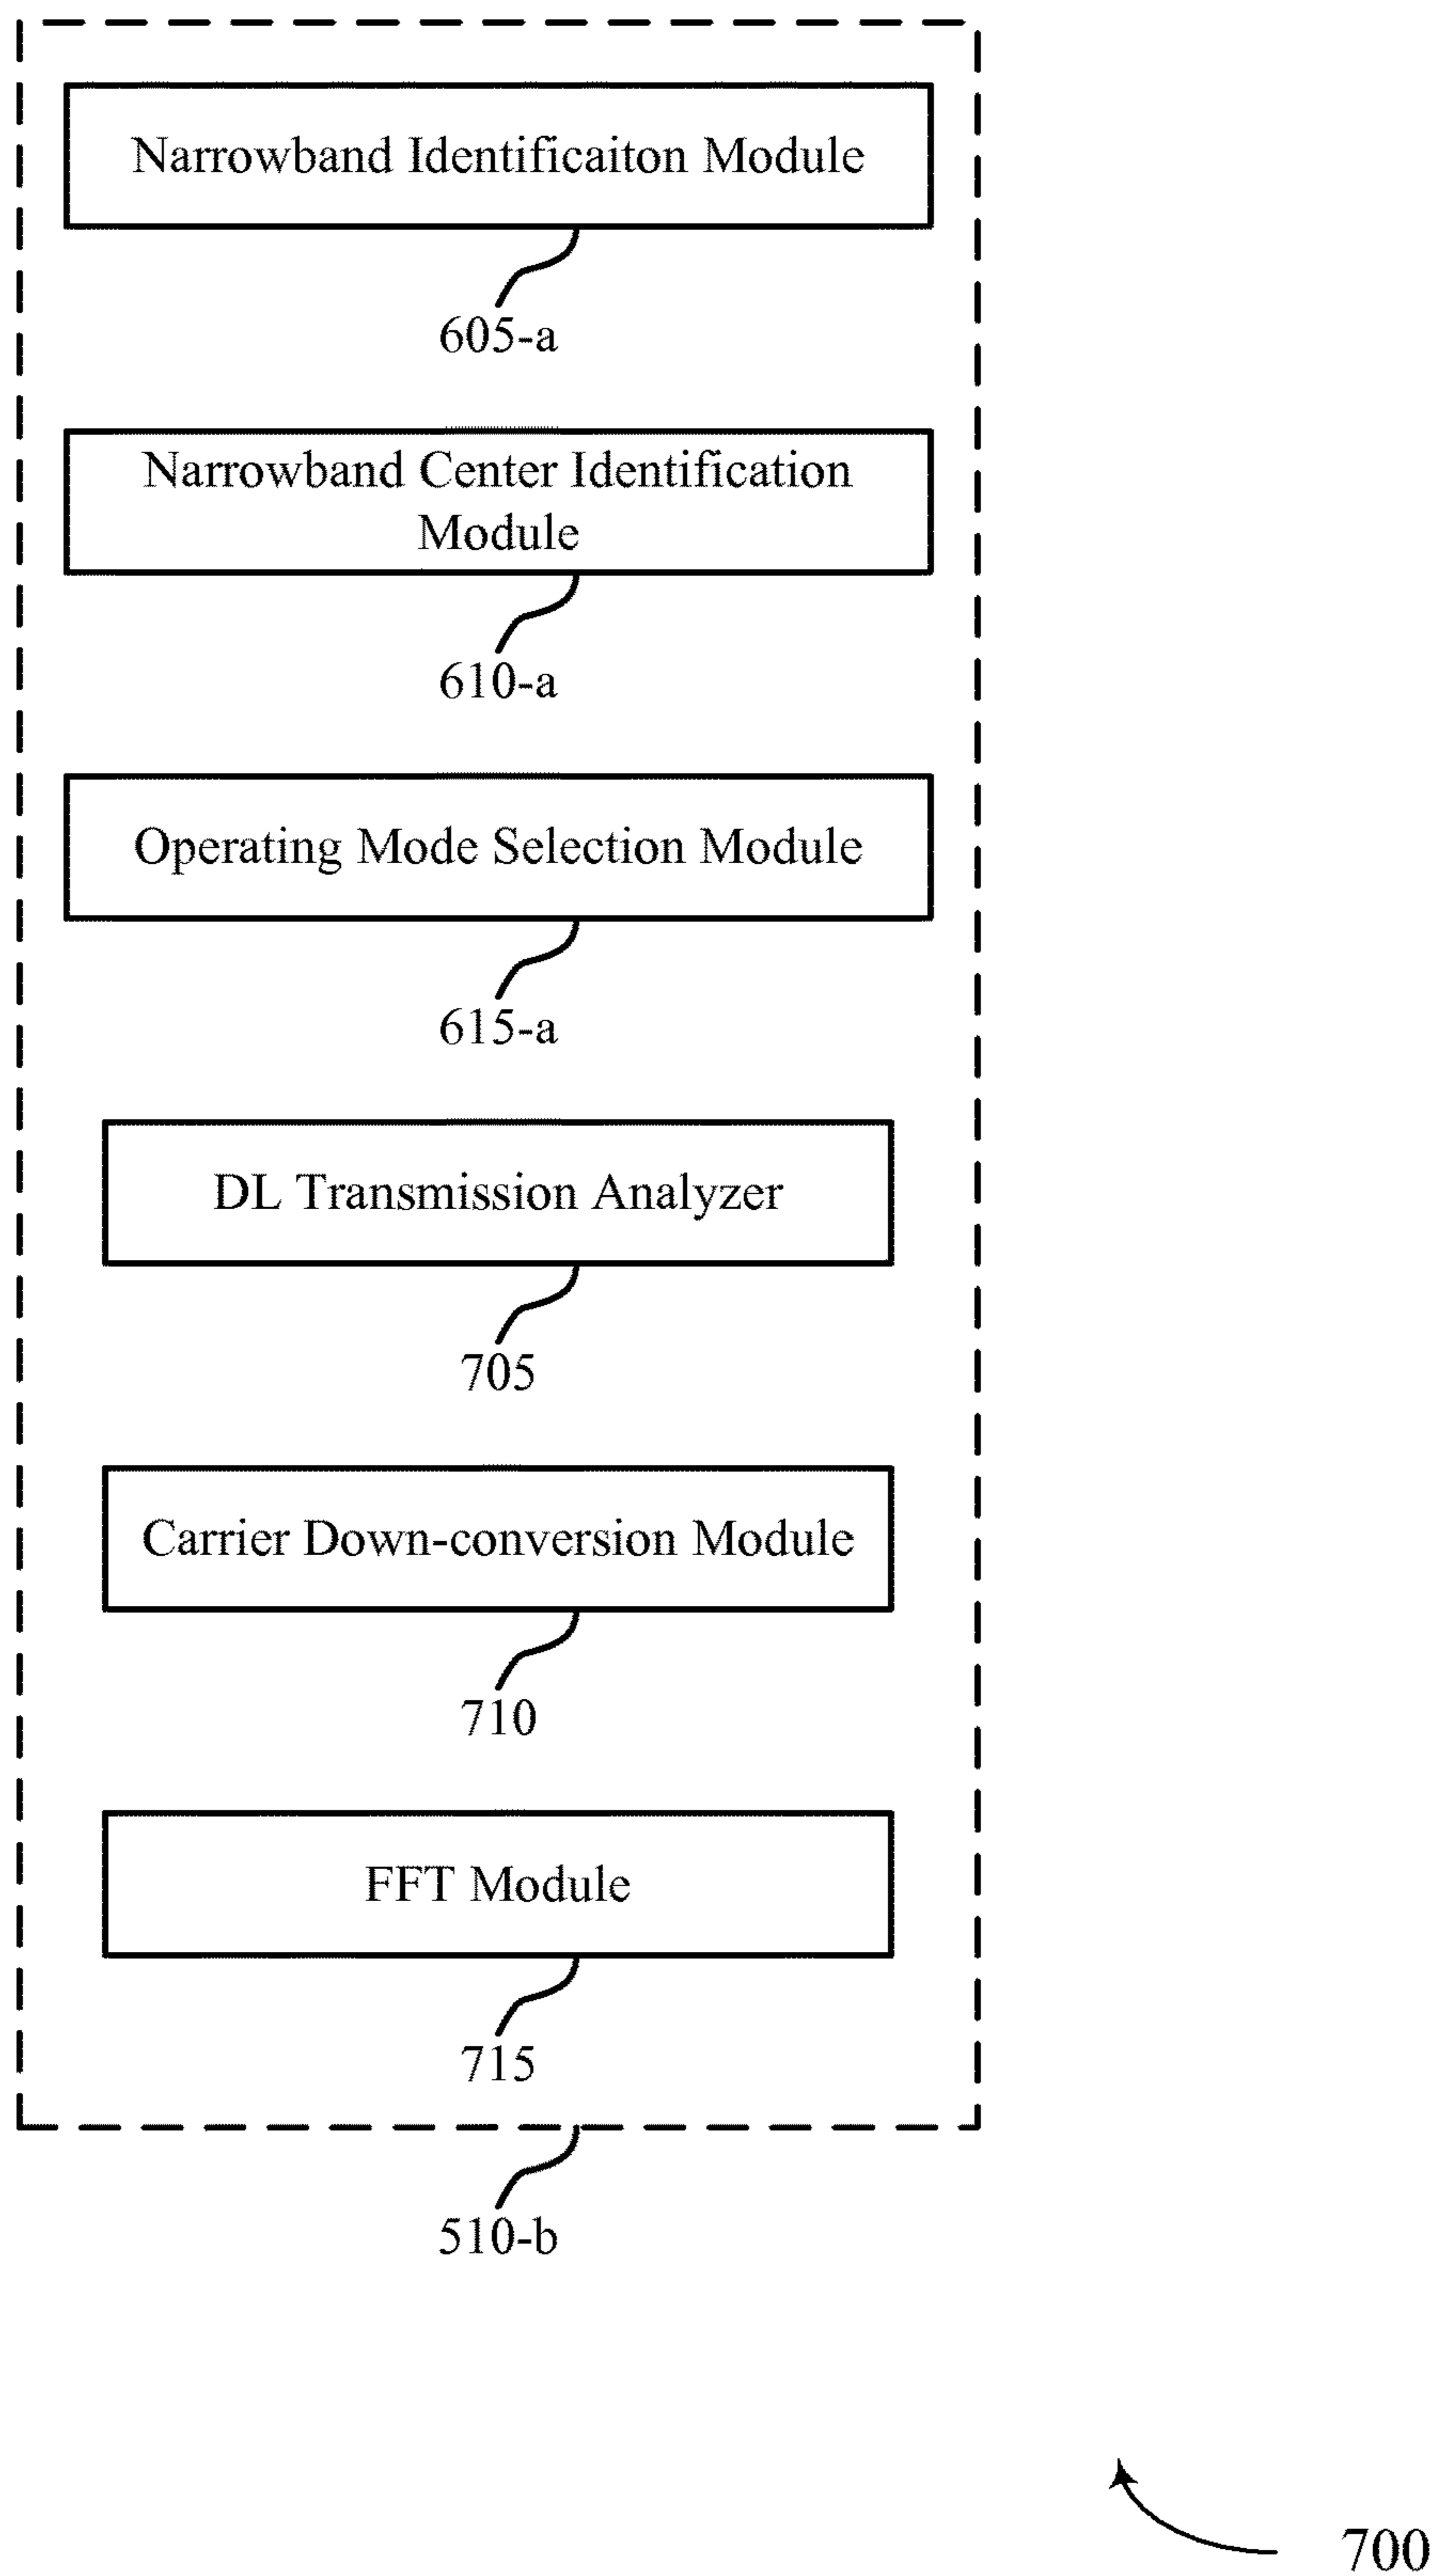 Narrowband Identificaiton Module
605-a
Narrowband Center Identification
Module
610-a
Operating Mode Selection Module
615-a
DL Transmission Analyzer
705
Carrier Down-conversion Module
710
FFT Module
715
510-b
700